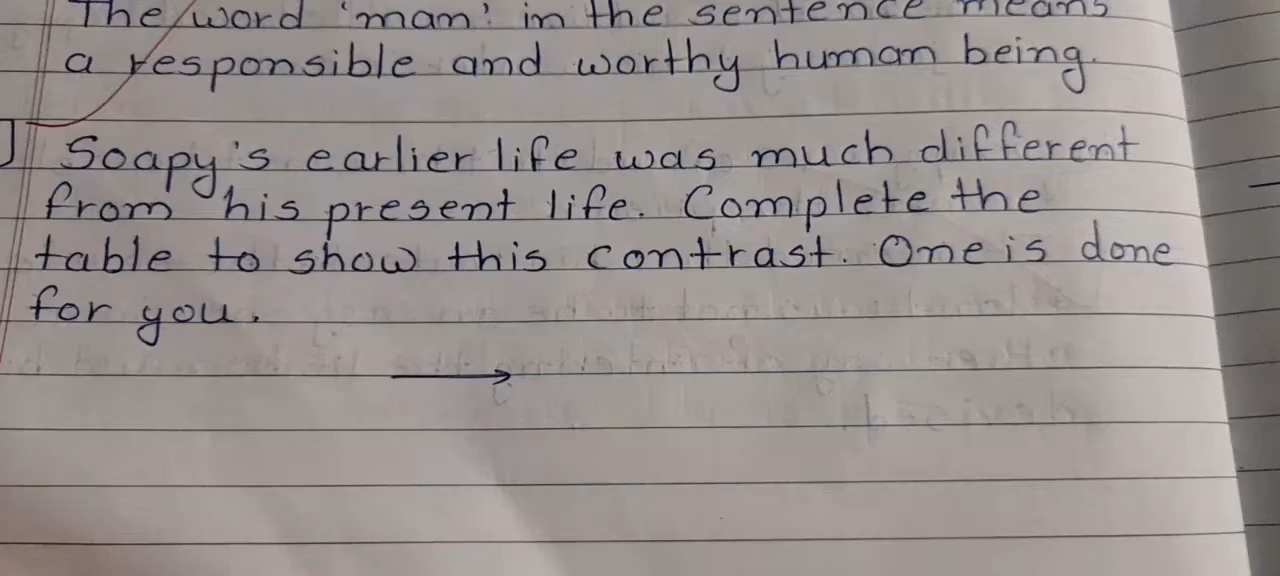 The word 'man' in the sentence means
a responsible and worthy human being.
Soapy's earlier life was much different
from his present life. Complete the
table to show this contrast. One is done
for you.